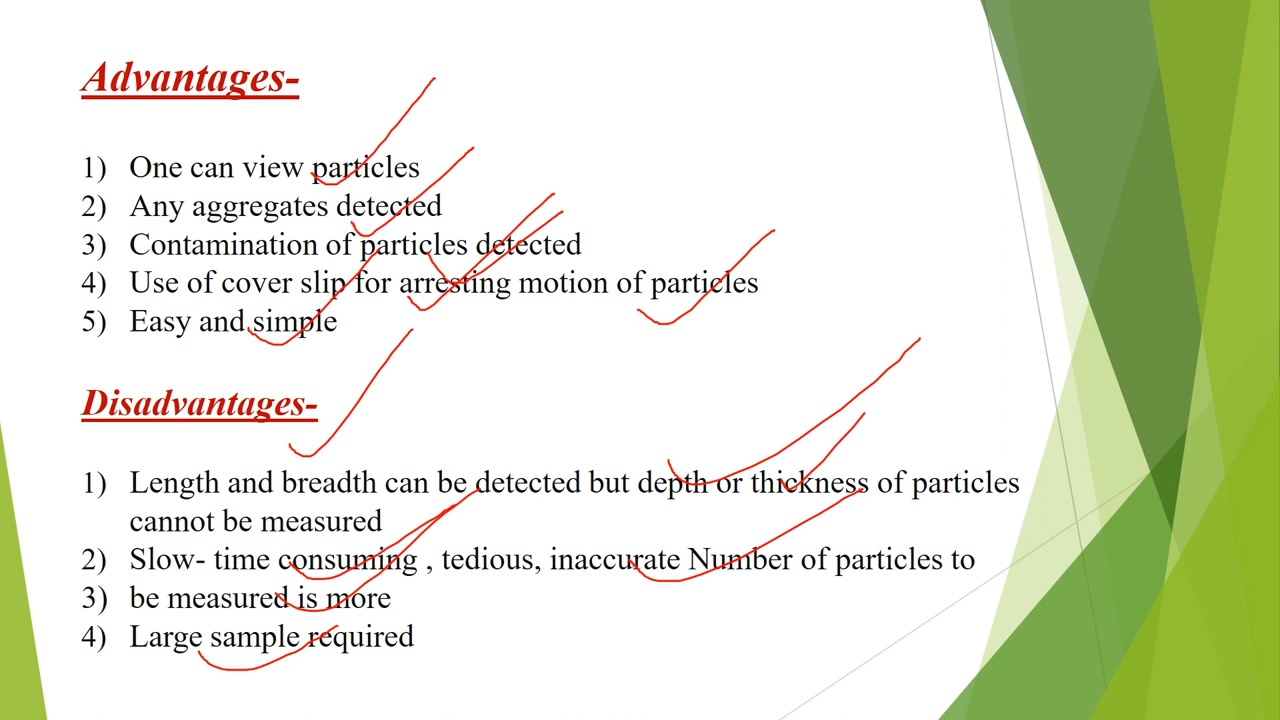 Advantages-
1) One can view particles
2) Any aggregates detected
3) Contamination of particles detected
4) Use of cover slip for arresting motion of particles
5) Easy and simple
Disadvantages-
1) Length and breadth can be detected but depth or thickness of particles
cannot be measured
2) Slow- time consuming , tedious, inaccurate Number of particles to
3) be measured is more
4) Large sample required